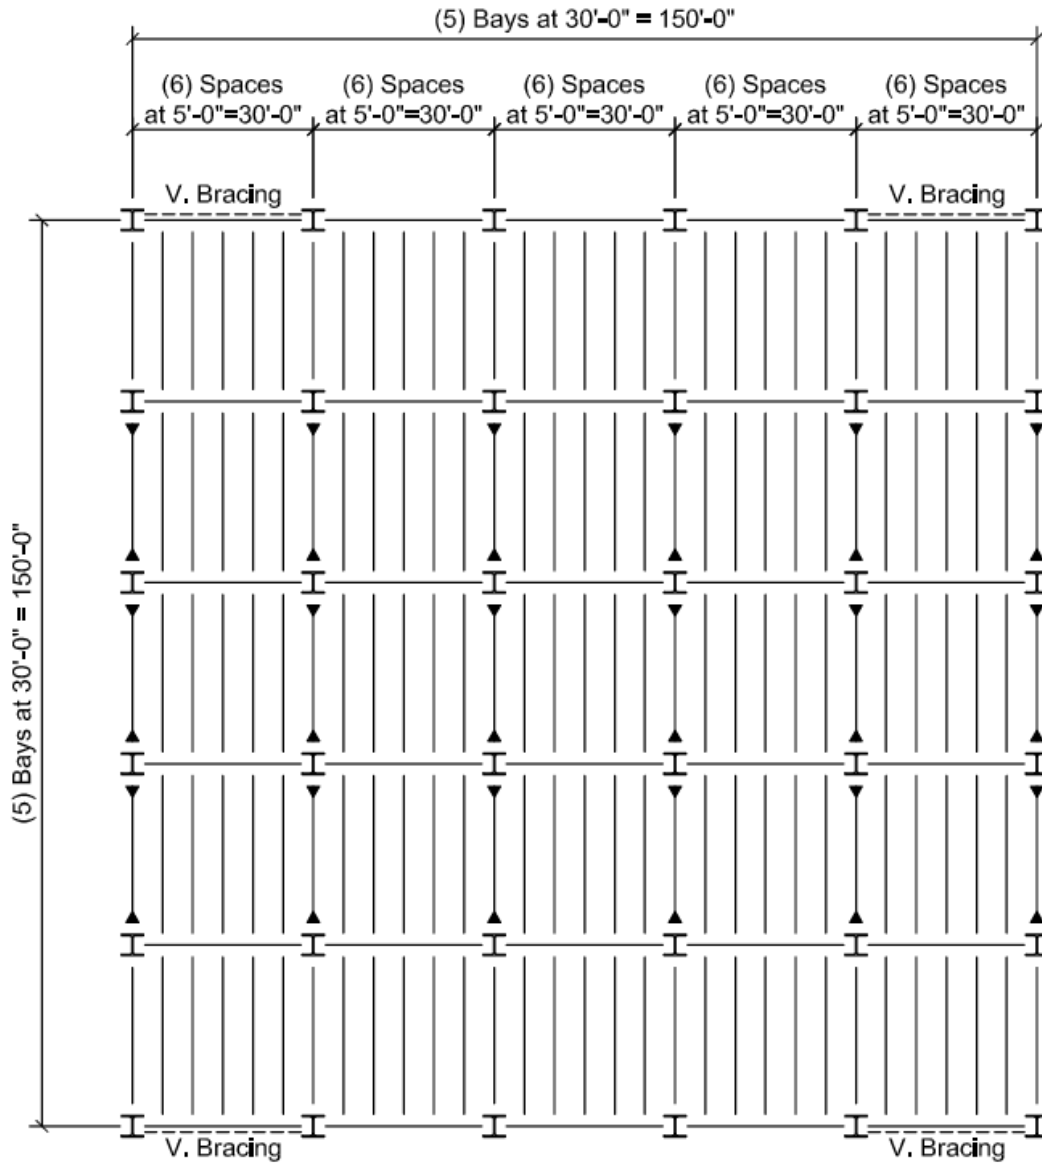 (5) Bays at 30'-0" = 150'-0"
(6) Spaces
at 5'-0"=30'-0"
(6) Spaces
at 5'-0"=30'-0"
(6) Spaces
at 5'-0"=30'-0"
(6) Spaces
at 5'-0"=30'-0"
(6) Spaces
at 5'-0"=30'-0"
V. Bracing
V. Bracing
(5) Bays at 30'-0" = 150'-0"
V. Bracing
V. Bracing